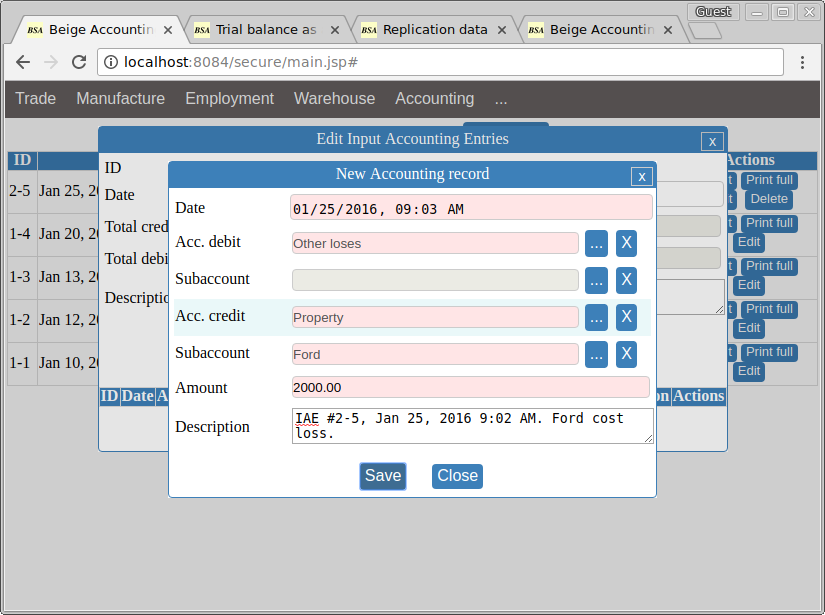 Guest
BSA Beige Accountin
BSA Trial balance as
BSA Replication data
BSA Beige Accountin
localhost:8084/secure/main.jsp#
Trade Manufacture Employment Warehouse Accounting ...
Edit Input Accounting Entries x
ID Actions
ID
New Accounting record x
2-5 Jan 25, 20 Print full
Date Delete
Date 01/25/2016, 09:03 AM
1-4 Jan 20, 20 Total cred Print full
Edit
Acc. debit Other loses ... X
1-3 Jan 13, 20 Total debi Print full
Edit
Subaccount ... X
1-2 Jan 12, 20 Descriptio Print full
Edit
Acc. credit Property ... X
1-1 Jan 10, 20 Print full
Edit
Subaccount Ford ... X
Amount 2000.00
ID Date A on Actions
Description IAE #2-5, Jan 25, 2016 9:02 AM. Ford cost
loss.
Save Close